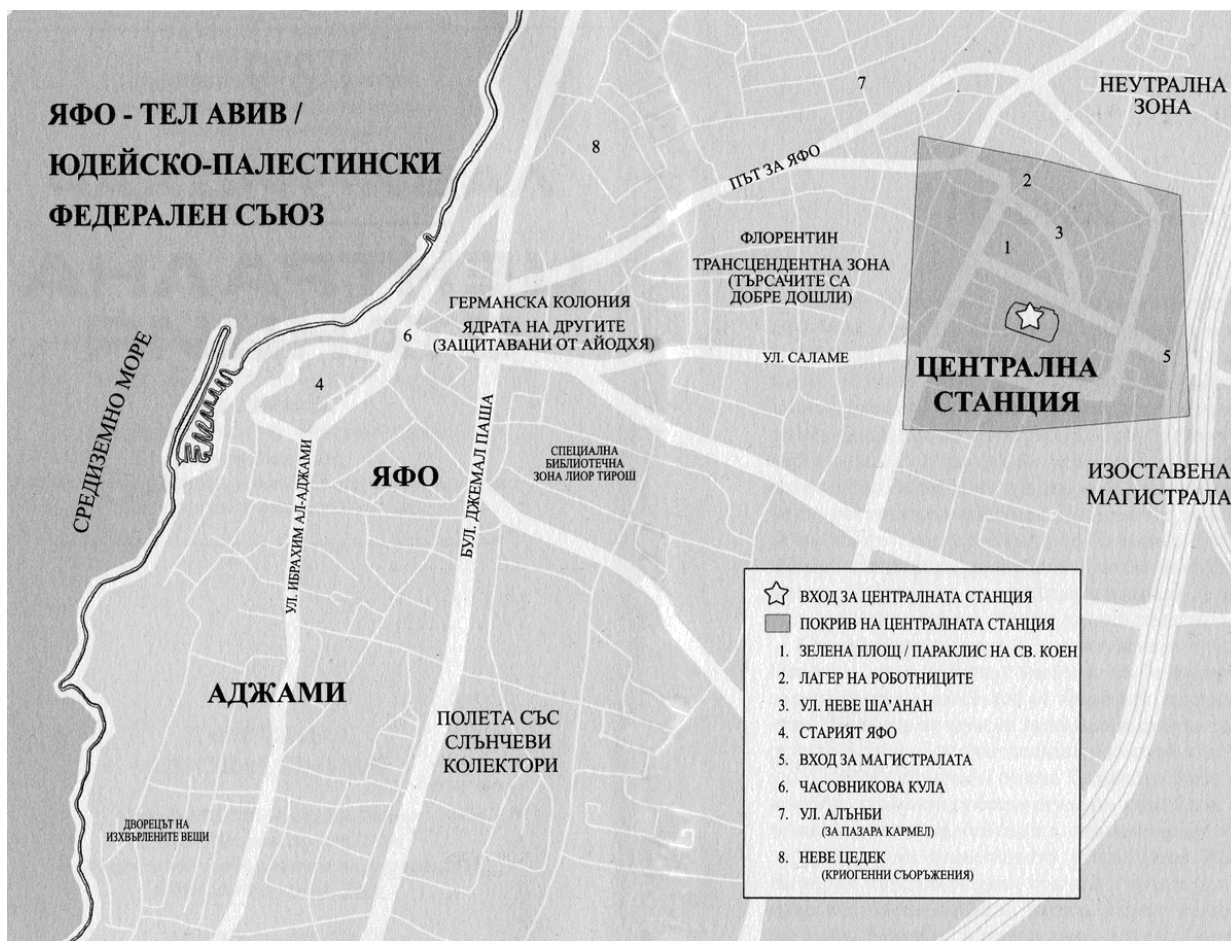 ЯФО - ТЕЛ АВИВ /
ЮДЕЙСКО-ПАЛЕСТИНСКИ
ФЕДЕРАЛЕН СЪЮЗ
НЕУТРАЛНА
ЗОНА
7
8
ПЪТ ЗА ЯФО
2
3
1
ФЛОРЕНТИН
ТРАНСЦЕНДЕНТНА ЗОНА
(ТЪРСАЧИТЕ СА
ДОБРЕ ДОШЛИ)
ГЕРМАНСКА КОЛОНИЯ
ЯДРАТА НА ДРУГИТЕ
(ЗАЩИТАВАНИ ОТ АЙОДХЯ)
6
УЛ. САЛАМЕ
5
4
ЦЕНТРАЛНА
СТАНЦИЯ
СРЕДИЗЕМНО МОРЕ
СПЕЦИАЛНА
БИБЛИОТЕЧНА
ЗОНА ЛИОР ТИРОШ
ЯФО
БУЛ. ДЖЕМАЛ ПАША
УЛ. ИБРАХИМ АЛ-АДЖАМИ
ИЗОСТАВЕНА
МАГИСТРАЛА
АДЖАМИ
ПОЛЕТА СЪС
СЛЪНЧЕВИ
КОЛЕКТОРИ
ДВОРЕЦЪТ НА
ИЗХВЪРЛЕНИТЕ ВЕЩИ
ВХОД ЗА ЦЕНТРАЛНАТА СТАНЦИЯ
ПОКРИВ НА ЦЕНТРАЛНАТА СТАНЦИЯ
1. ЗЕЛЕНА ПЛОЩ / ПАРАКЛИС НА СВ. КОЕН
2. ЛАГЕР НА РОБОТНИЦИТЕ
3. УЛ. НЕВЕ ША’АНАН
4. СТАРИЯТ ЯФО
5. ВХОД ЗА МАГИСТРАЛАТА
6. ЧАСОВНИКОВА КУЛА
7. УЛ. АЛЪНБИ
(ЗА ПАЗАРА КАРМЕЛ)
8. НЕВЕ ЦЕДЕК
(КРИОГЕННИ СЪОРЪЖЕНИЯ)